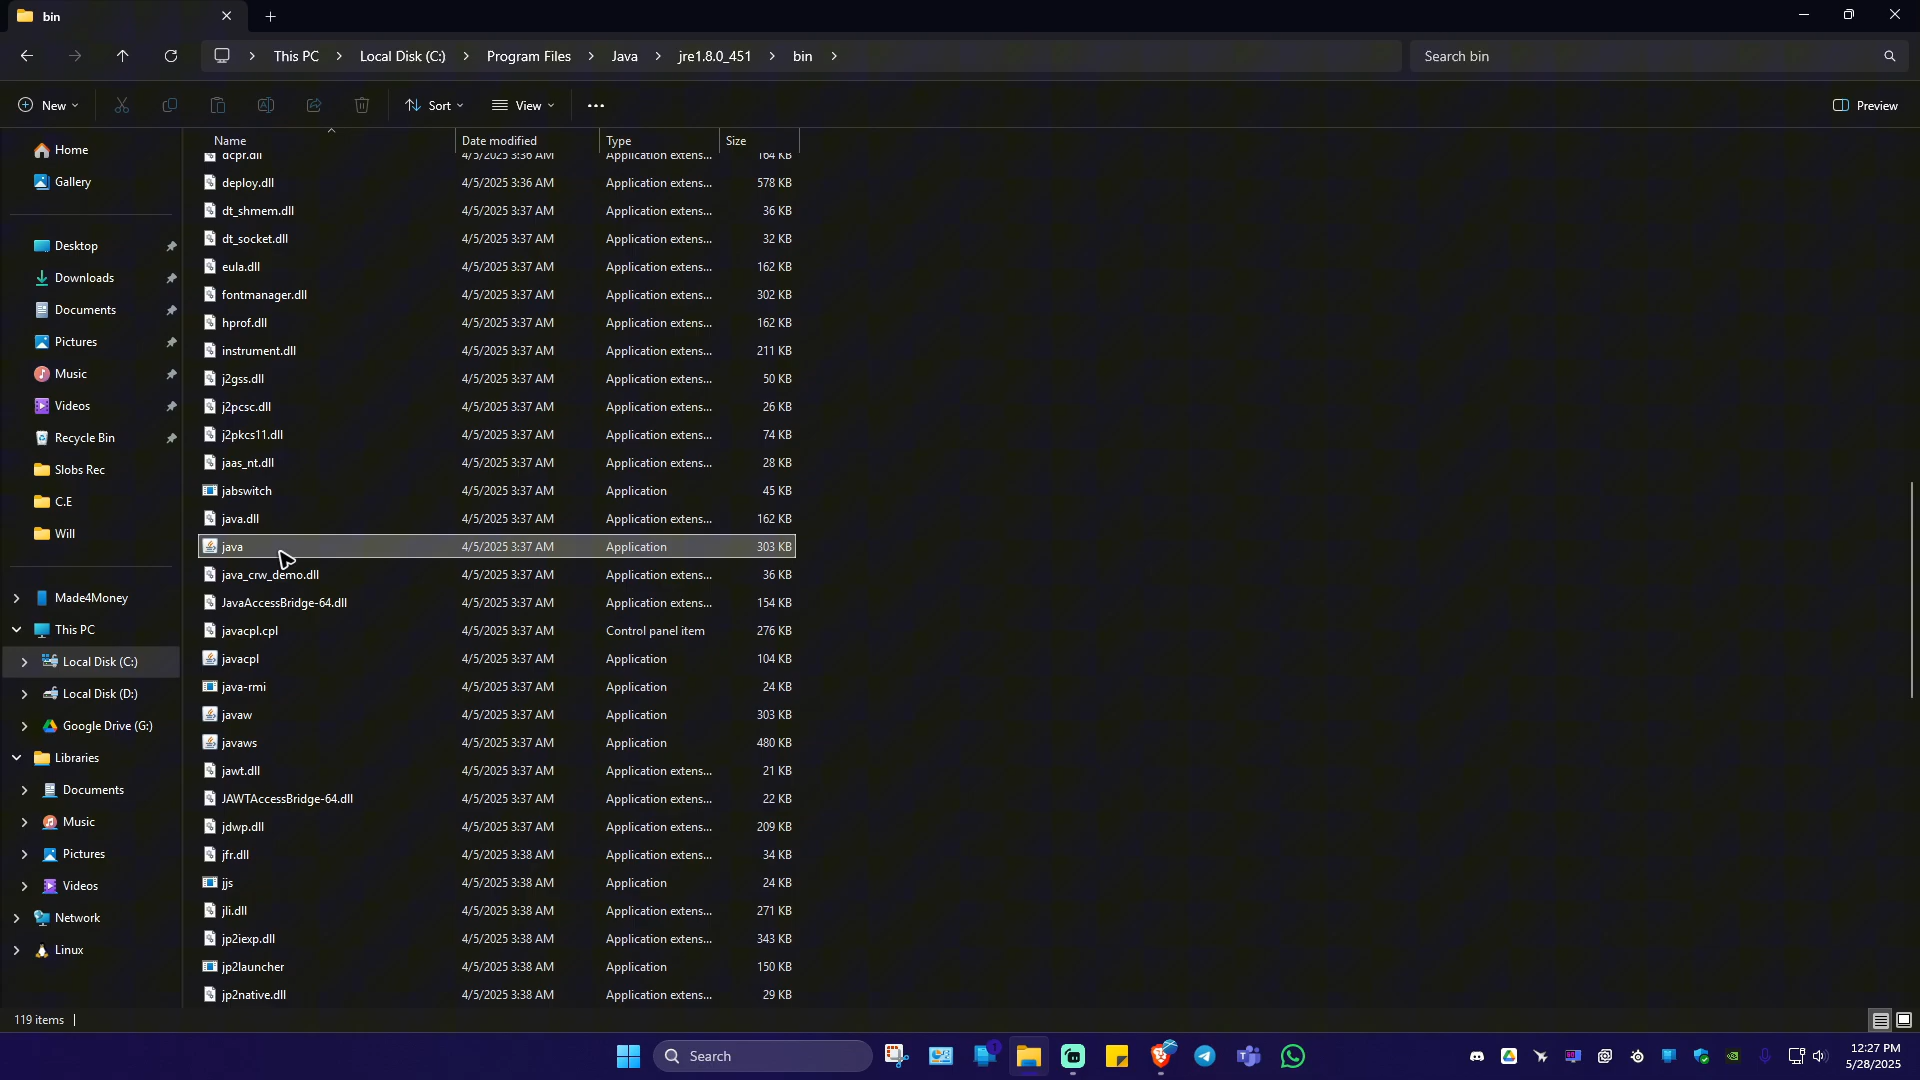 bin
This PC > Local Disk (C:) > Program Files > Java > jre1.8.0_451 > bin >
Search bin
New
Sort
View
Preview
Name
Date modified
Type
Size
dcpr.dll 4/5/2025 3:36 AM Application extens... 164 KB
deploy.dll 4/5/2025 3:36 AM Application extens... 578 KB
dt_shmem.dll 4/5/2025 3:37 AM Application extens... 36 KB
dt_socket.dll 4/5/2025 3:37 AM Application extens... 32 KB
eula.dll 4/5/2025 3:37 AM Application extens... 162 KB
fontmanager.dll 4/5/2025 3:37 AM Application extens... 302 KB
hprof.dll 4/5/2025 3:37 AM Application extens... 162 KB
instrument.dll 4/5/2025 3:37 AM Application extens... 211 KB
j2gss.dll 4/5/2025 3:37 AM Application extens... 50 KB
j2pcsc.dll 4/5/2025 3:37 AM Application extens... 26 KB
j2pkcs11.dll 4/5/2025 3:37 AM Application extens... 74 KB
jaas_nt.dll 4/5/2025 3:37 AM Application extens... 28 KB
jabswitch 4/5/2025 3:37 AM Application 45 KB
java.dll 4/5/2025 3:37 AM Application extens... 162 KB
java 4/5/2025 3:37 AM Application 303 KB
java_crw_demo.dll 4/5/2025 3:37 AM Application extens... 36 KB
JavaAccessBridge-64.dll 4/5/2025 3:37 AM Application extens... 154 KB
javacpl.cpl 4/5/2025 3:37 AM Control panel item 276 KB
javacpl 4/5/2025 3:37 AM Application 104 KB
java-rmi 4/5/2025 3:37 AM Application 24 KB
javaw 4/5/2025 3:37 AM Application 303 KB
javaws 4/5/2025 3:37 AM Application 480 KB
jawt.dll 4/5/2025 3:37 AM Application extens... 21 KB
JAWTAccessBridge-64.dll 4/5/2025 3:37 AM Application extens... 22 KB
jdwp.dll 4/5/2025 3:37 AM Application extens... 209 KB
jfr.dll 4/5/2025 3:38 AM Application extens... 34 KB
jjs 4/5/2025 3:38 AM Application 24 KB
jli.dll 4/5/2025 3:38 AM Application extens... 271 KB
jp2iexp.dll 4/5/2025 3:38 AM Application extens... 343 KB
jp2launcher 4/5/2025 3:38 AM Application 150 KB
jp2native.dll 4/5/2025 3:38 AM Application extens... 29 KB
Home
Gallery
Desktop
Downloads
Documents
Pictures
Music
Videos
Recycle Bin
Slobs Rec
C.E
Will
Made4Money
This PC
Local Disk (C:)
Local Disk (D:)
Google Drive (G:)
Libraries
Documents
Music
Pictures
Videos
Network
Linux
119 items
Search
12:27 PM
5/28/2025